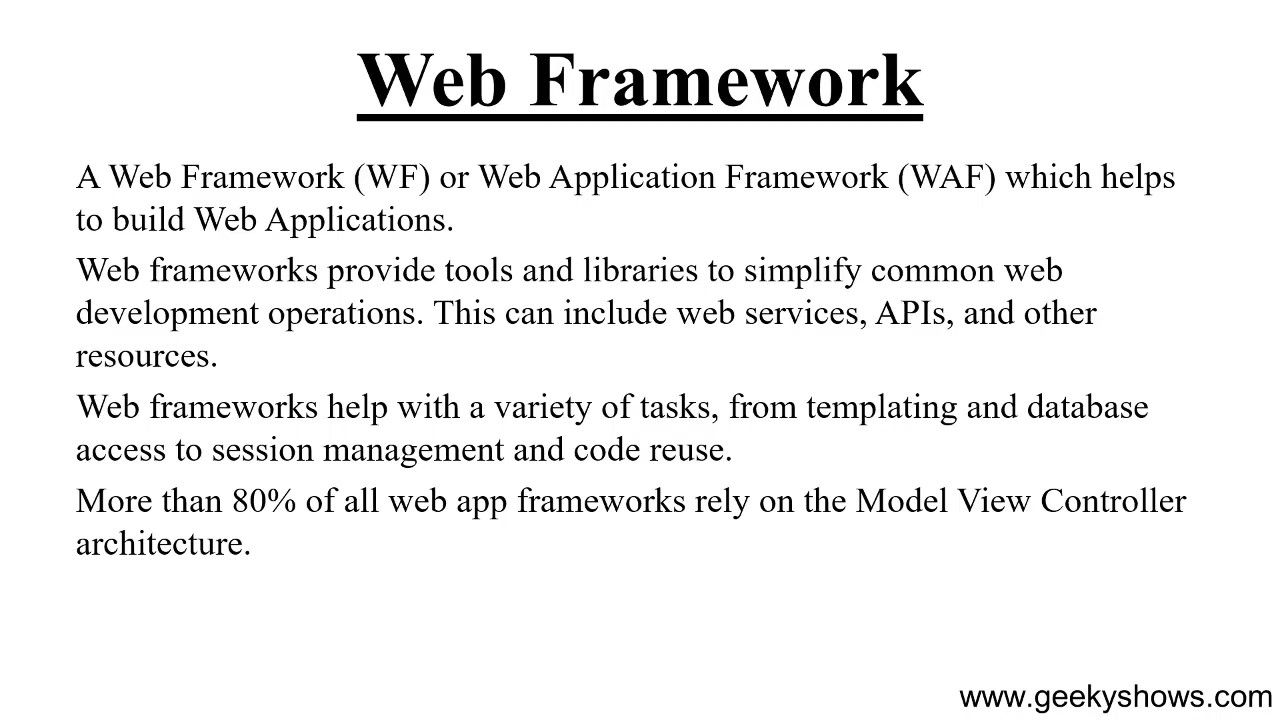 Web Framework
A Web Framework (WF) or Web Application Framework (WAF) which helps
to build Web Applications.
Web frameworks provide tools and libraries to simplify common web
development operations. This can include web services, APIs, and other
resources.
Web frameworks help with a variety of tasks, from templating and database
access to session management and code reuse.
More than 80% of all web app frameworks rely on the Model View Controller
architecture.
www.geekyshows.com